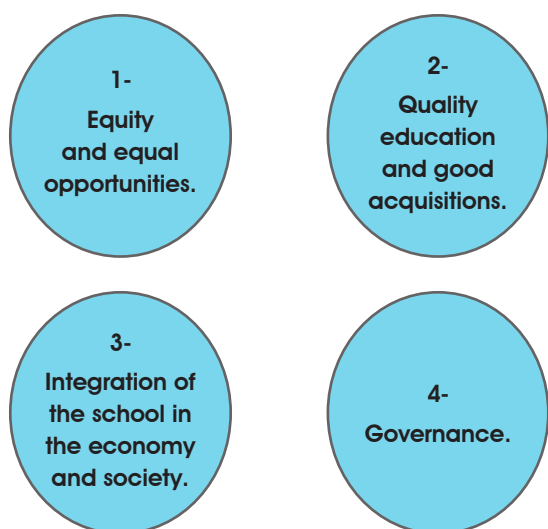 1-
Equity
and equal
opportunities.
2-
Quality
education
and good
acquisitions.
3-
Integration of
the school in
the economy
and society.
4-
Governance.